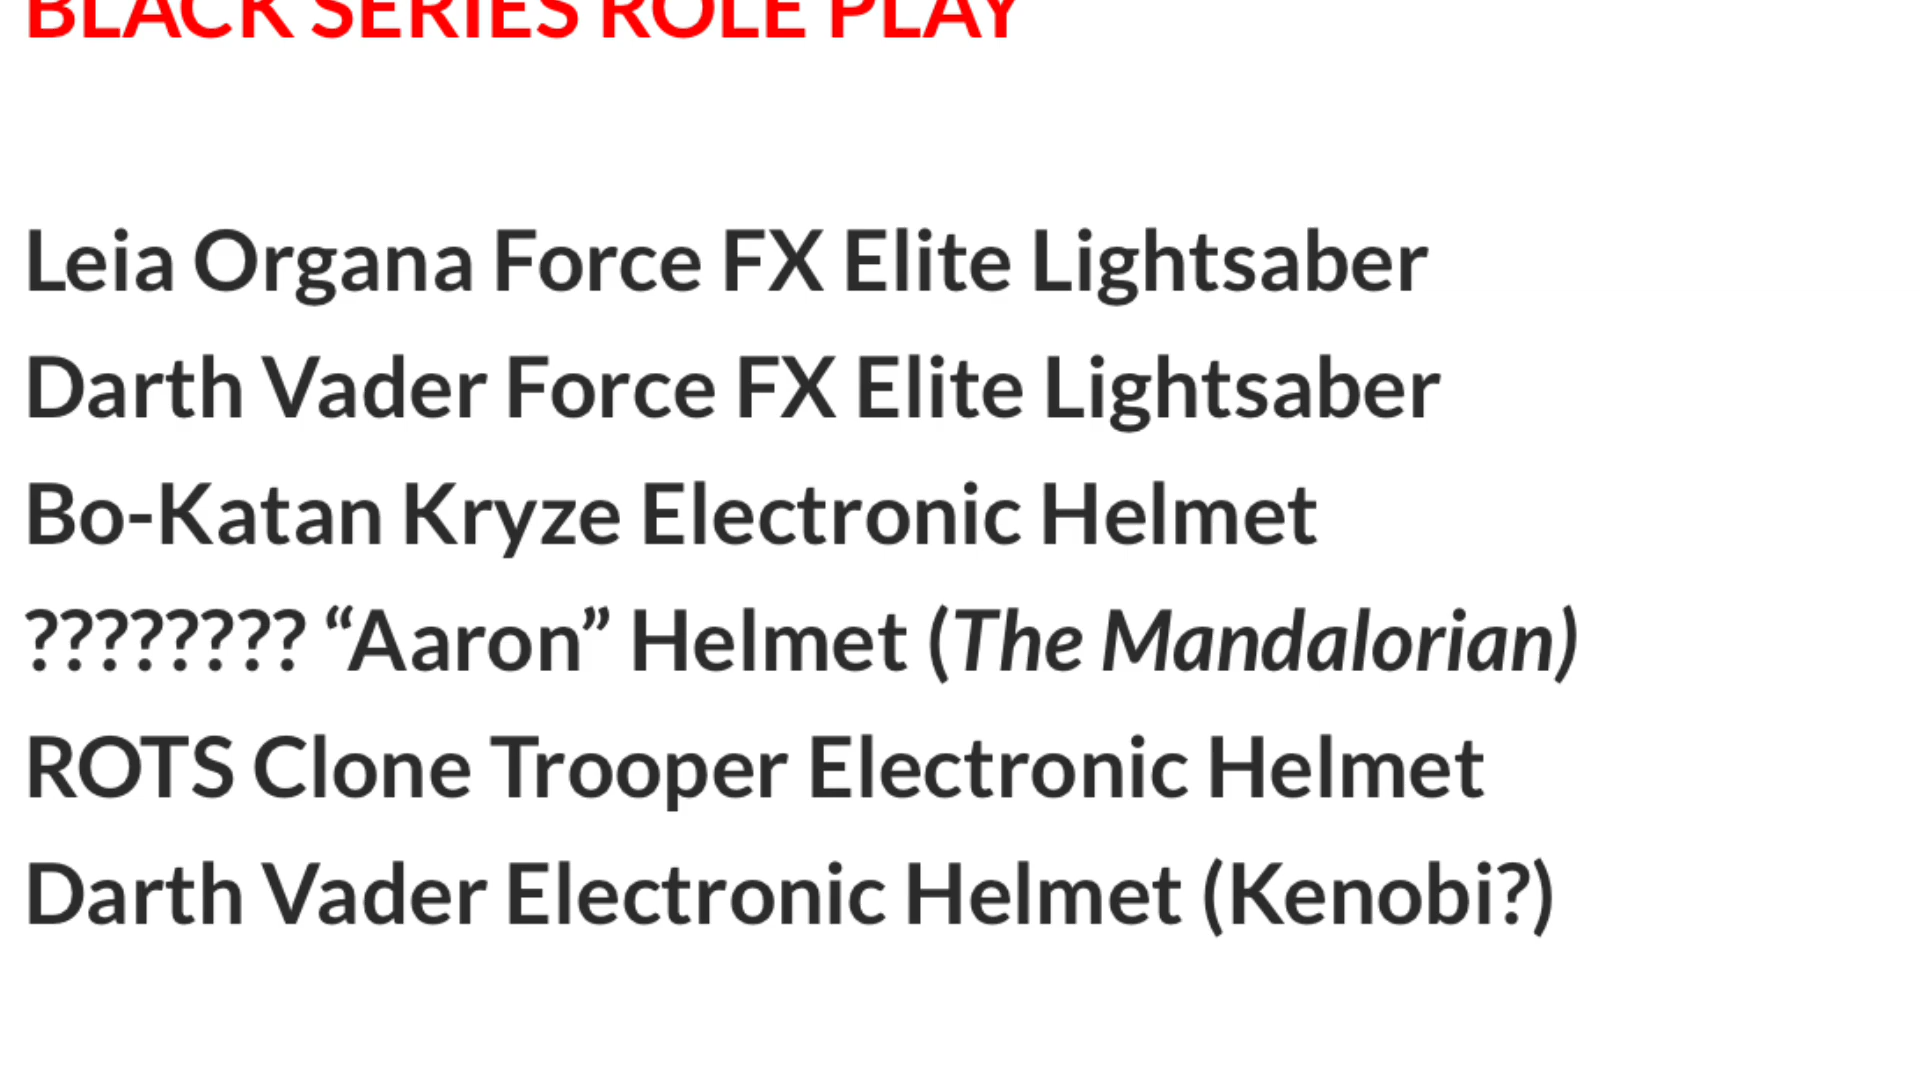 BLACK SERIES ROLE PLAY
Leia Organa Force FX Elite Lightsaber
Darth Vader Force FX Elite Lightsaber
Bo-Katan Kryze Electronic Helmet
???????? “Aaron” Helmet (The Mandalorian)
ROTS Clone Trooper Electronic Helmet
Darth Vader Electronic Helmet (Kenobi?)